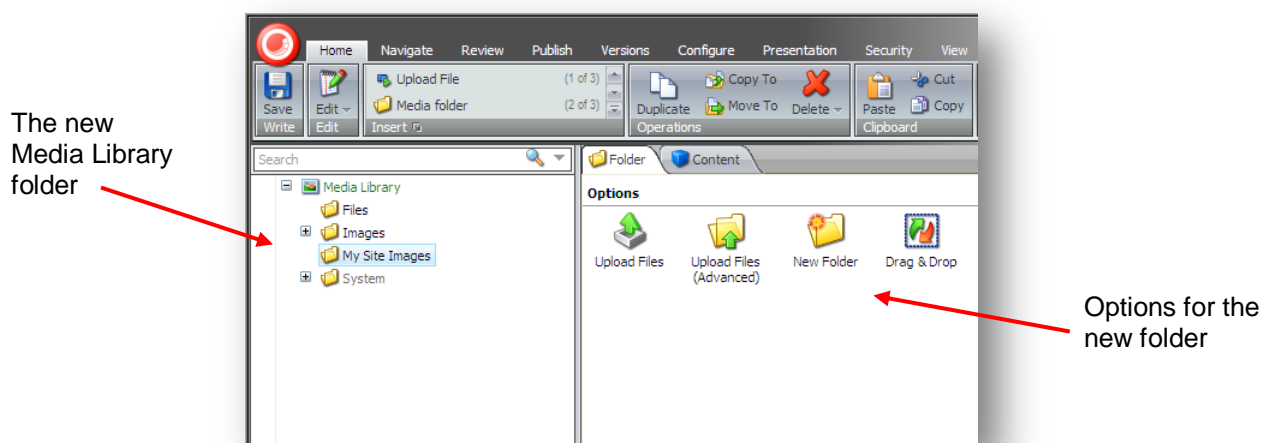 Home Navigate Review Publish Versions Configure Presentation Security View
Upload File (1 of 3)
Media folder (2 of 3)
Save Edit Duplicate Copy To Move To Delete Paste Cut Copy
Write Edit Insert Operations Clipboard
The new
Media Library
folder
Search
Media Library
Files
Images
My Site Images
System
Folder Content
Options
Upload Files
Upload Files
(Advanced)
New Folder
Drag & Drop
Options for the
new folder